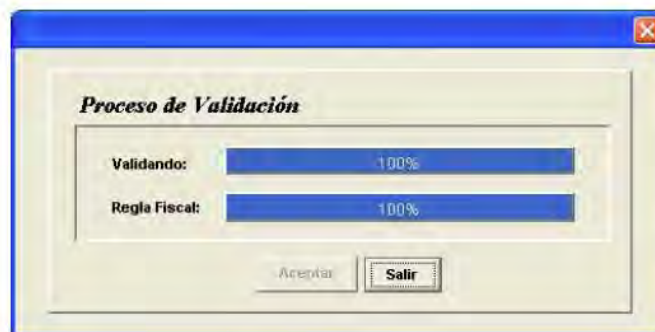 Proceso de Validación
Validando: 100%
Regla Fiscal: 100%
Aceptar Salir